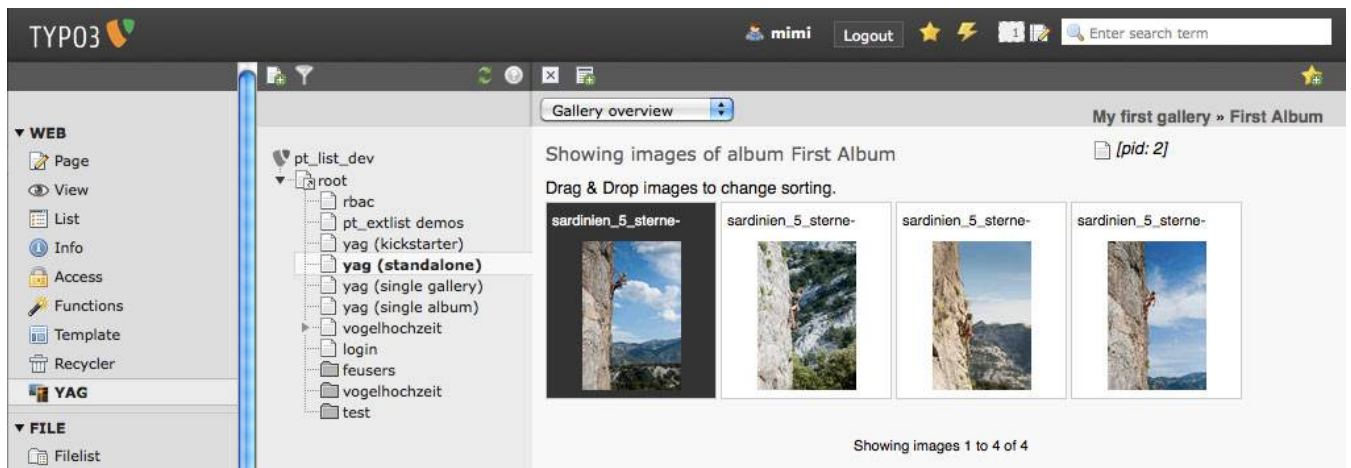 TYPO3
mimi
Logout
1
Enter search term
Gallery overview
My first gallery » First Album
[pid: 2]
WEB
Page
View
List
Info
Access
Functions
Template
Recycler
YAG
FILE
Filelist
pt_list_dev
root
rbac
pt_extlist demos
yag (kickstarter)
yag (standalone)
yag (single gallery)
yag (single album)
vogelhochzeit
login
feusers
vogelhochzeit
test
Showing images of album First Album
Drag & Drop images to change sorting.
sardinien_5_sterne- sardinien_5_sterne- sardinien_5_sterne- sardinien_5_sterne-
Showing images 1 to 4 of 4